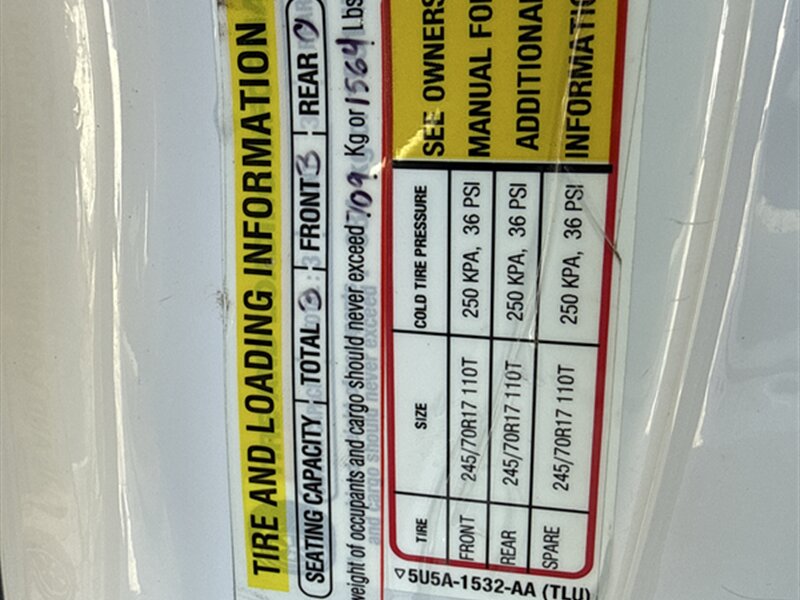 TIRE AND LOADING INFORMATION
SEATING CAPACITY TOTAL 3 FRONT 3 REAR 0
weight of occupants and cargo should never exceed 709 Kg or 1564 Lbs
TIRE SIZE COLD TIRE PRESSURE
FRONT 245/70R17 110T 250 KPA, 36 PSI
REAR 245/70R17 110T 250 KPA, 36 PSI
SPARE 245/70R17 110T 250 KPA, 36 PSI
SEE OWNERS
MANUAL FOR
ADDITIONAL
INFORMATION
5U5A-1532-AA (TLU)